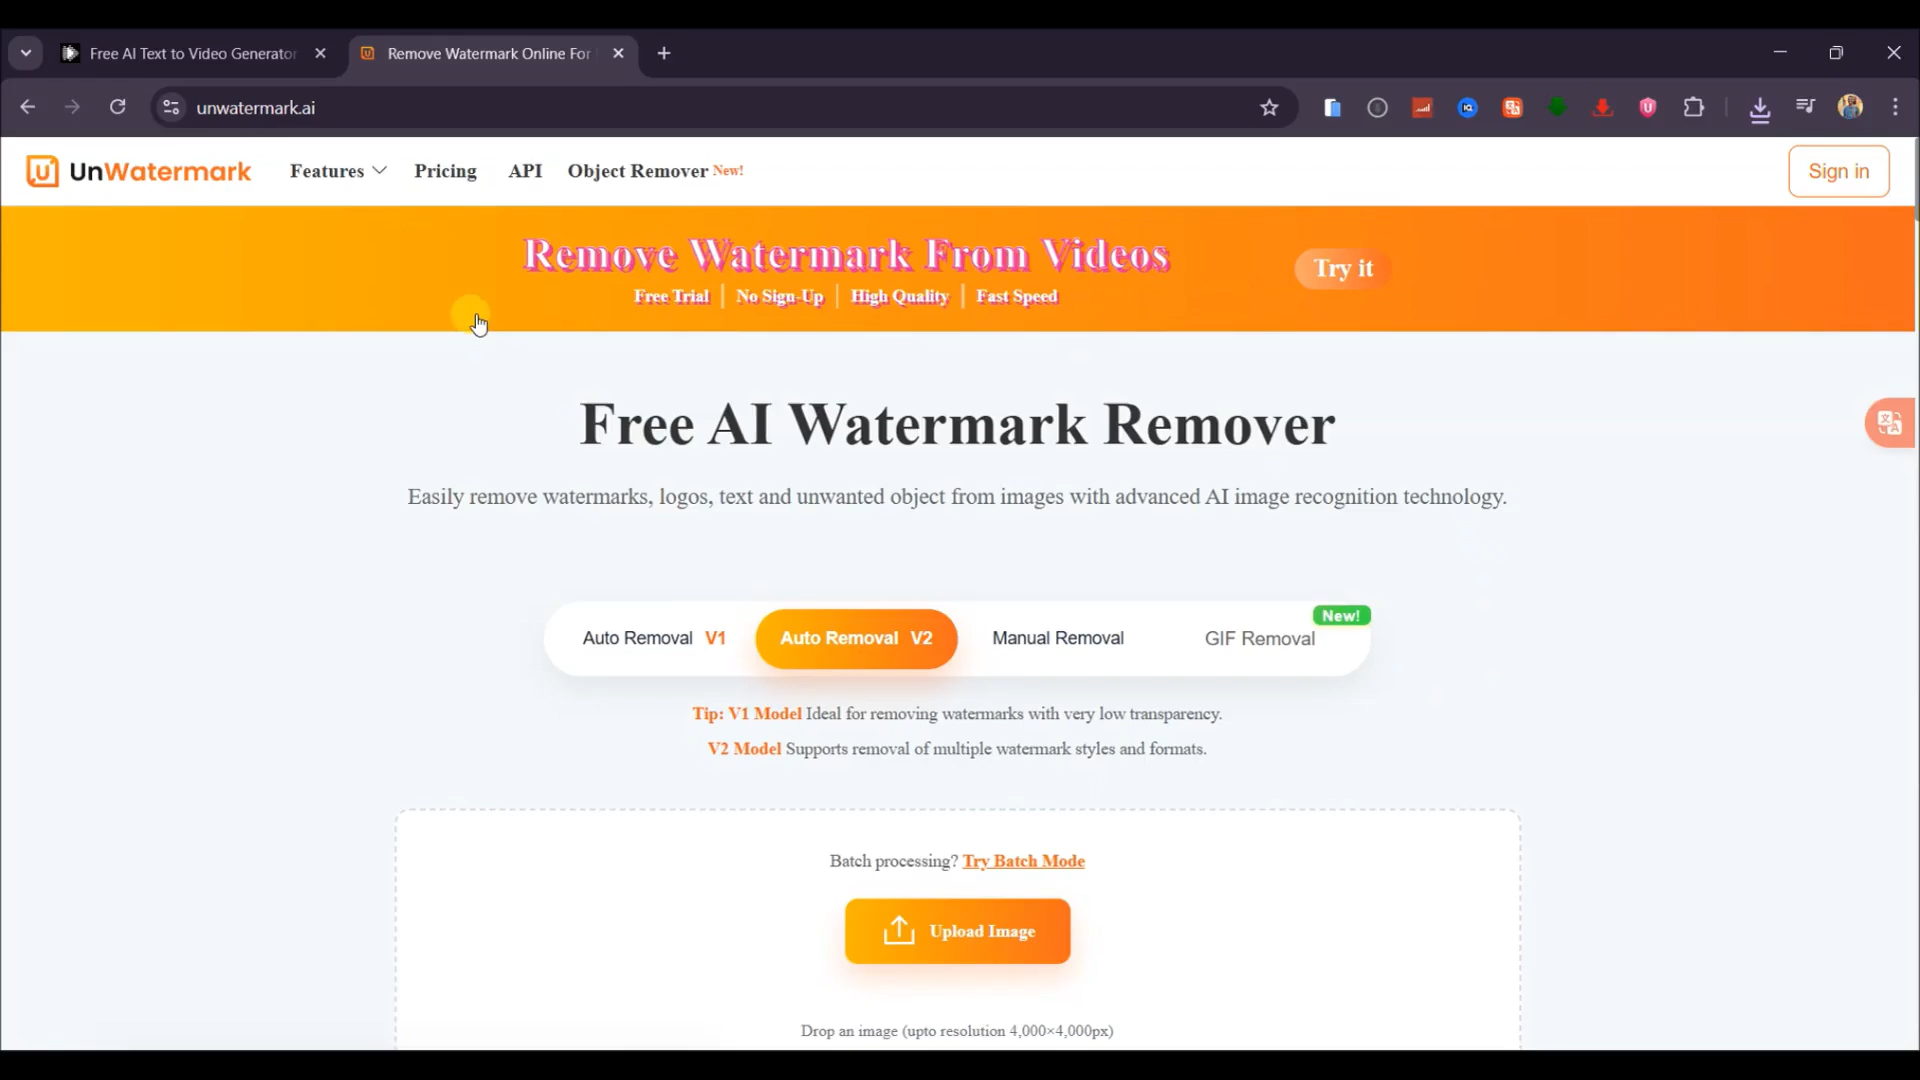 Free AI Text to Video Generator
Remove Watermark Online For
unwatermark.ai
UnWatermark
Features
Pricing
API
Object Remover New!
Sign in
Remove Watermark From Videos
Free Trial | No Sign-Up | High Quality | Fast Speed
Try it
Free AI Watermark Remover
Easily remove watermarks, logos, text and unwanted object from images with advanced AI image recognition technology.
New!
Auto Removal V1
Auto Removal V2
Manual Removal
GIF Removal
Tip: V1 Model Ideal for removing watermarks with very low transparency.
V2 Model Supports removal of multiple watermark styles and formats.
Batch processing? Try Batch Mode
Upload Image
Drop an image (upto resolution 4,000×4,000px)